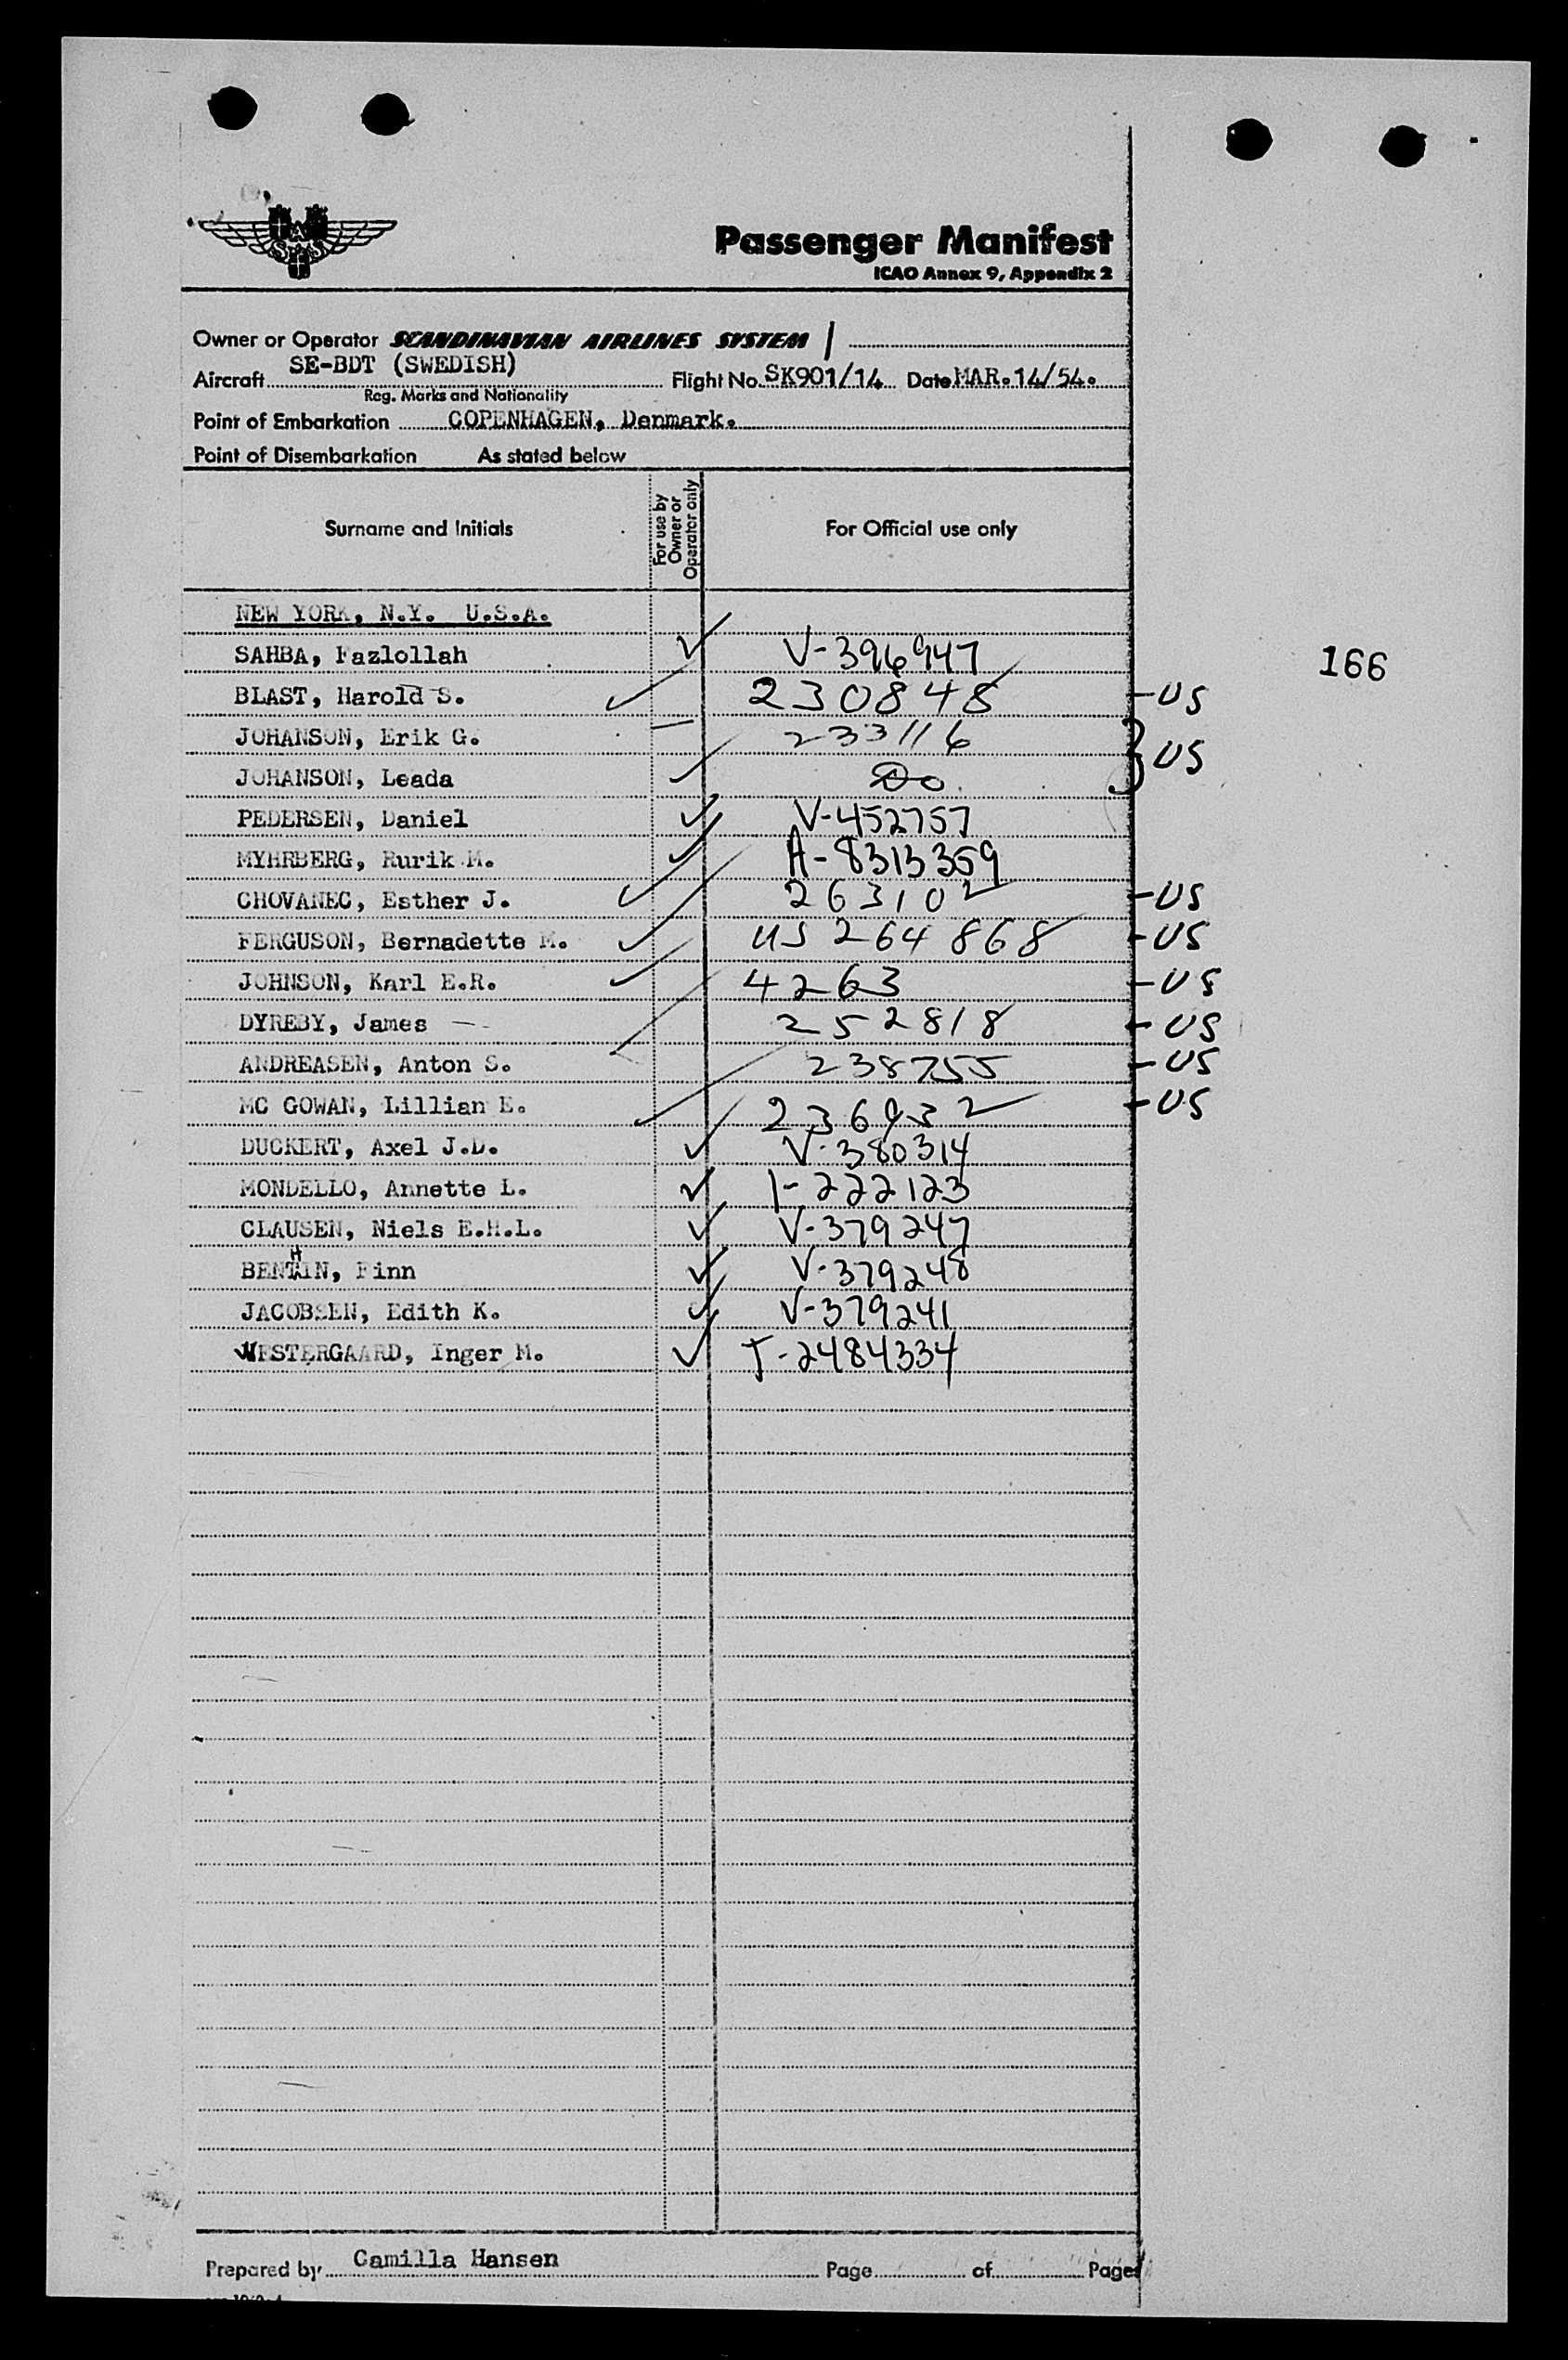 SAS
Passenger Manifest
ICAO Annex 9, Appendix 2
Owner or Operator SCANDINAVIAN AIRLINES SYSTEM
Aircraft SE-BDT (SWEDISH) Flight No. SK901/14 Date MAR.14/54.
Reg. Marks and Nationality
Point of Embarkation COPENHAGEN, Denmark.
Point of Disembarkation As stated below
Surname and Initials For use by Owner or Operator only For Official use only
NEW YORK, N.Y. U.S.A.
SAHBA, Fazlollah V-396947 166
BLAST, Harold S. 230848 -US
JOHANSON, Erik G. 233116
US
JOHANSON, Leada Do
PEDERSEN, Daniel V-452757
MYHRBERG, Rurik M. A-8313359
CHOVANEC, Esther J. 263102 -US
FERGUSON, Bernadette M. US 264868 -US
JOHNSON, Karl E.R. 4263 -US
DYREBY, James 252818 -US
ANDREASEN, Anton S. 238755 -US
MC GOWAN, Lillian E. 236932 -US
DUCKERT, Axel J.D. V-380314
MONDELLO, Annette L. 1-222123
CLAUSEN, Niels E.H.L. V-379247
BENTHIN, Finn V-379248
JACOBSEN, Edith K. V-379241
WESTERGAARD, Inger M. T-2484334
Prepared by Camilla Hansen Page of Pages